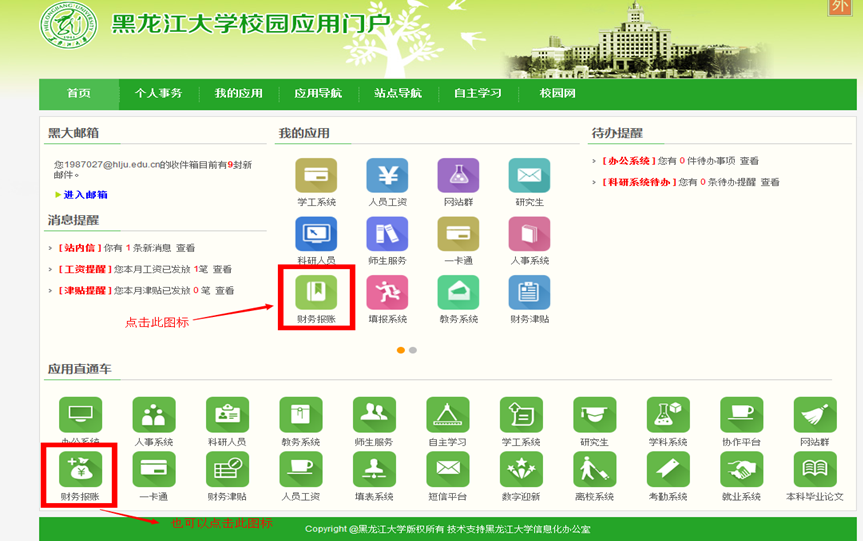 HEILONGJIANG UNIVERSITY
黑龙江大学校园应用门户
外
首页 个人事务 我的应用 应用导航 站点导航 自主学习 校园网
黑大邮箱
您1987027@hlju.edu.cn的收件箱目前有9封新
邮件。
进入邮箱
消息提醒
[站内信] 你有 1 条新消息 查看
[工资提醒] 您本月工资已发放 1笔 查看
[津贴提醒] 您本月津贴已发放 0 笔 查看
点击此图标
我的应用
学工系统 人员工资 网站群 研究生
科研人员 师生服务 一卡通 人事系统
财务报账 填报系统 教务系统 财务津贴
待办提醒
[办公系统] 您有 0 件待办事项 查看
[科研系统待办] 您有 0 条待办提醒 查看
应用直通车
办公系统 人事系统 科研人员 教务系统 师生服务 自主学习 学工系统 研究生 学科系统 协作平台 网站群
财务报账 一卡通 财务津贴 人员工资 填表系统 短信平台 数字迎新 离校系统 考勤系统 就业系统 本科毕业论文
也可以点击此图标
Copyright @黑龙江大学版权所有 技术支持黑龙江大学信息化办公室